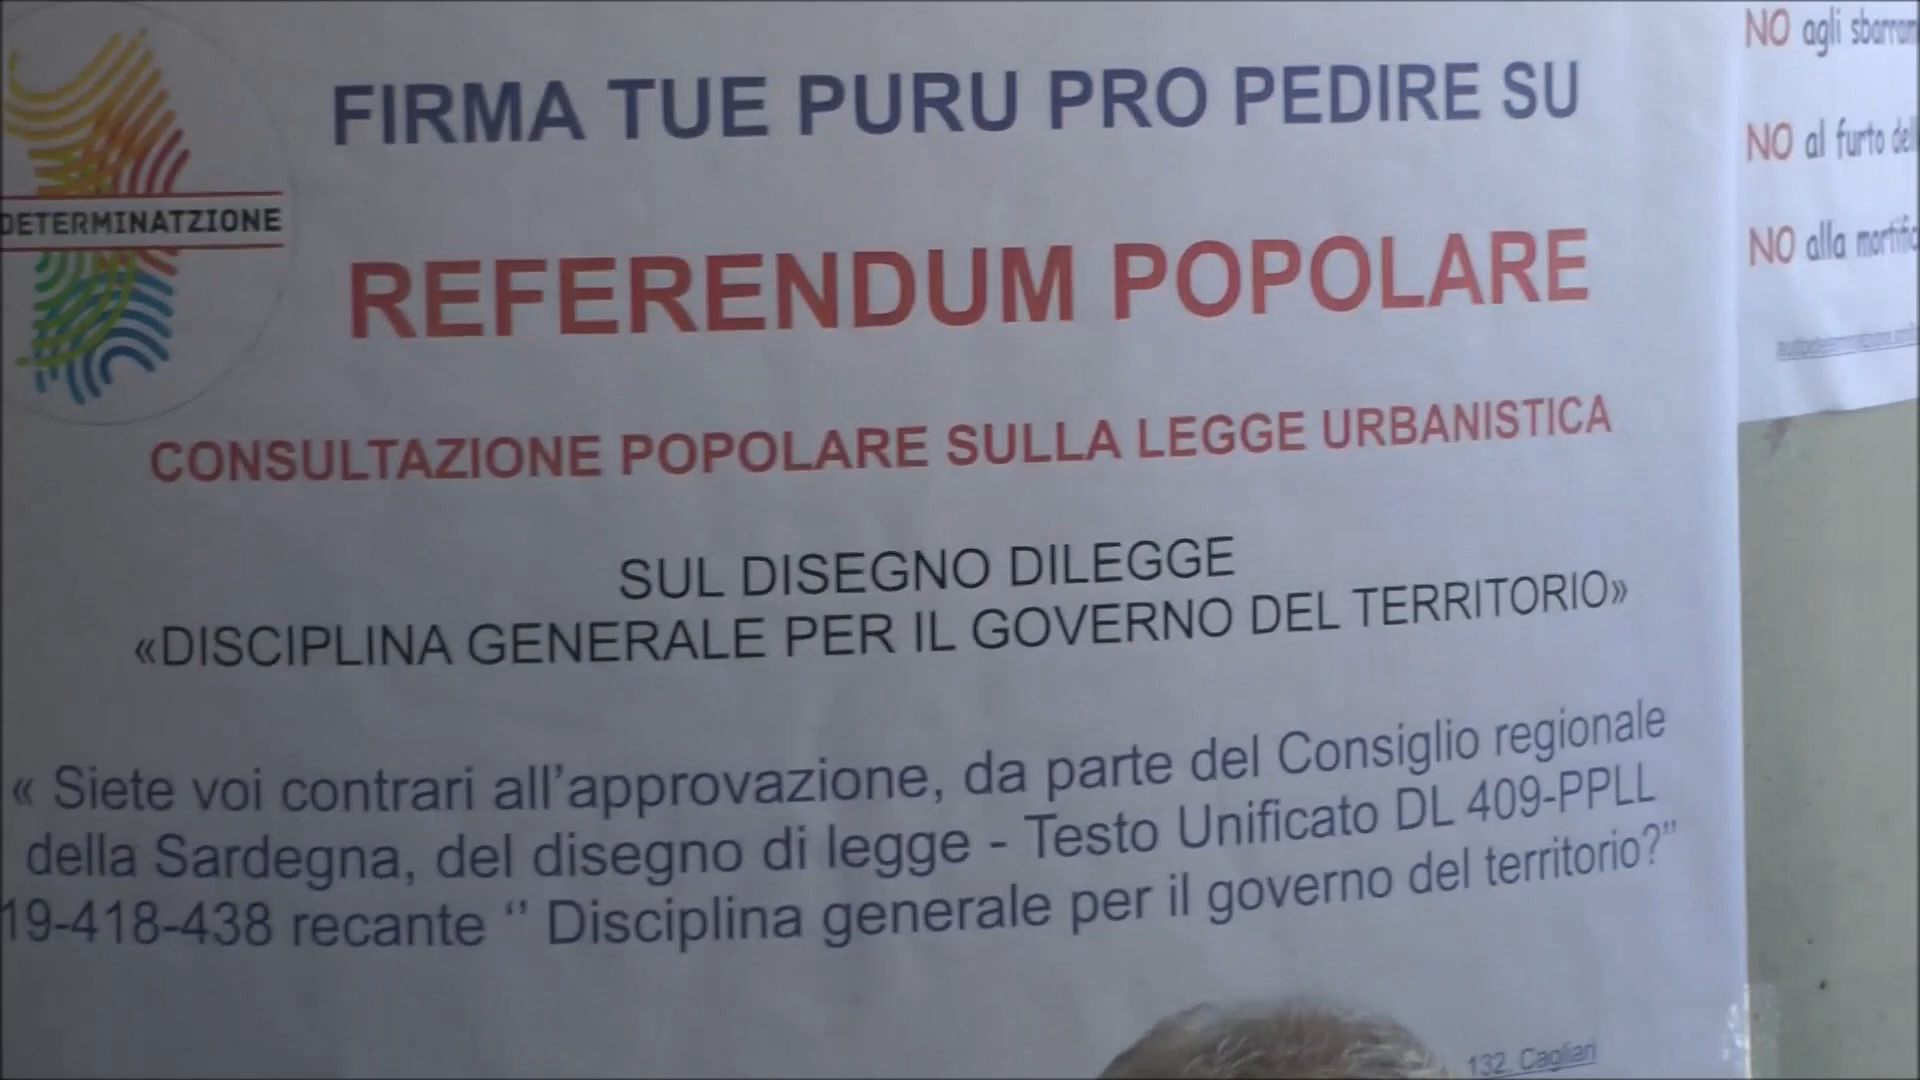 FIRMA TUE PURU PRO PEDIRE SU
REFERENDUM POPOLARE
DETERMINATZIONE
CONSULTAZIONE POPOLARE SULLA LEGGE URBANISTICA
SUL DISEGNO DILEGGE
«DISCIPLINA GENERALE PER IL GOVERNO DEL TERRITORIO»
« Siete voi contrari all'approvazione, da parte del Consiglio regionale
della Sardegna, del disegno di legge - Testo Unificato DL 409-PPLL
19-418-438 recante “ Disciplina generale per il governo del territorio?”
132 Cagliari
NO agli
NO al furto
NO alla